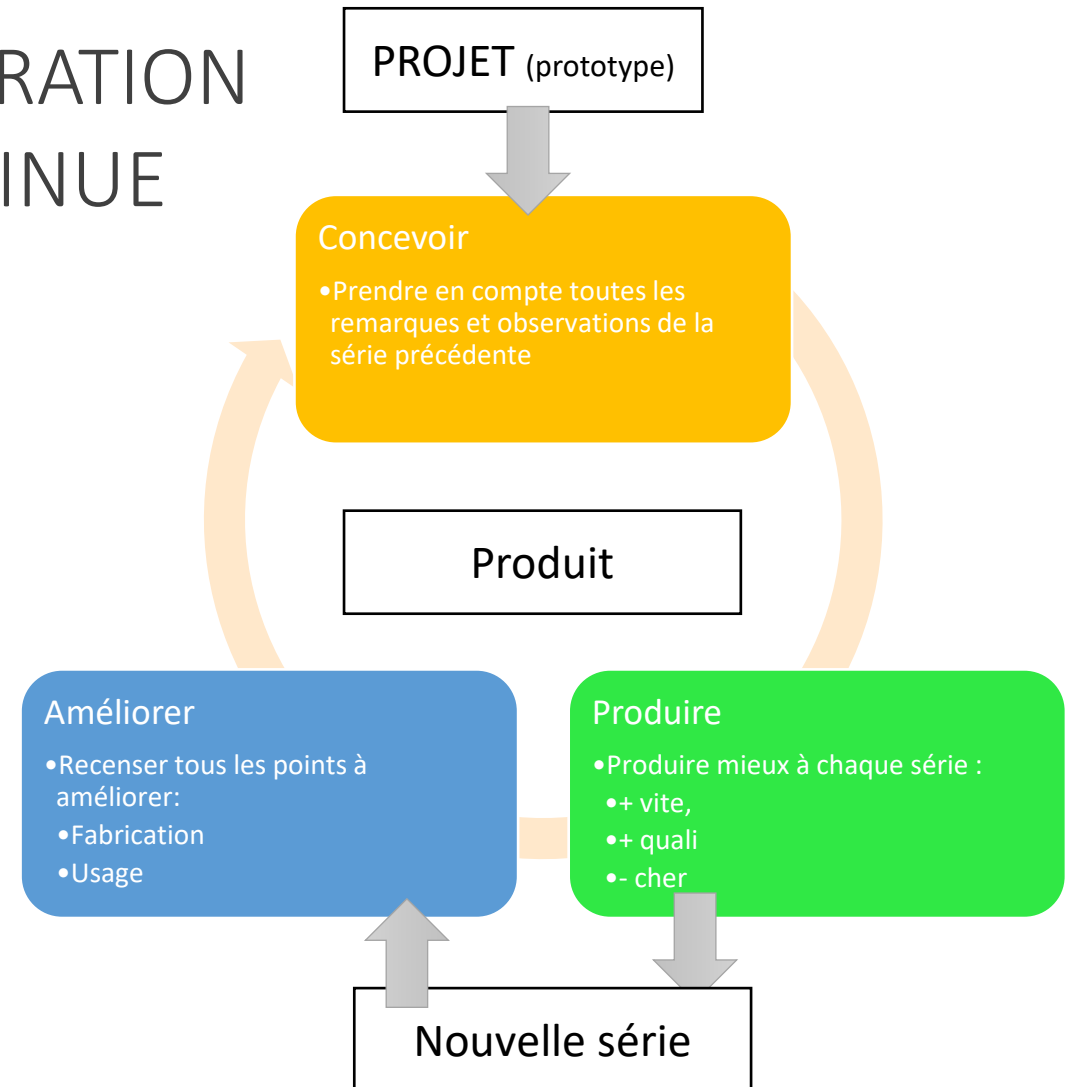 RATION
INUE
PROJET (prototype)
Concevoir
•Prendre en compte toutes les
remarques et observations de la
série précédente
Produit
Améliorer
•Recenser tous les points à
améliorer:
•Fabrication
•Usage
Produire
•Produire mieux à chaque série :
•+ vite,
•+ quali
•- cher
Nouvelle série